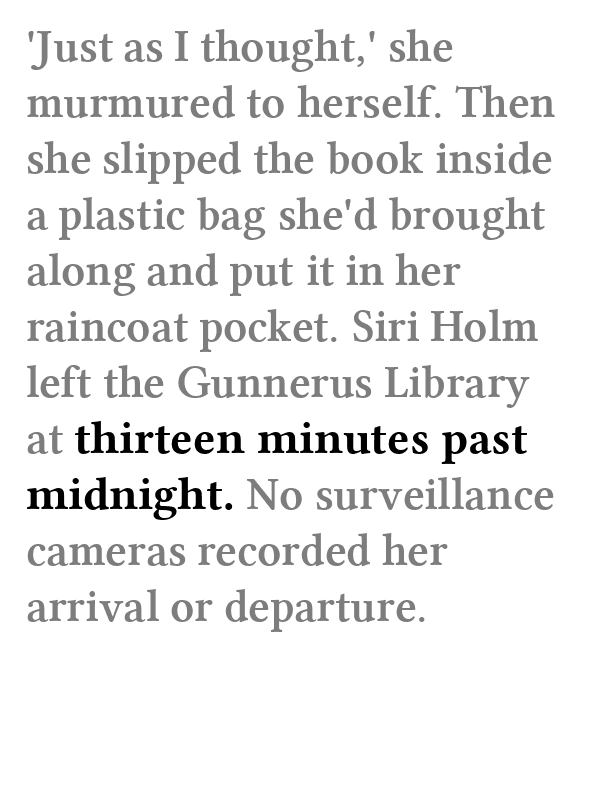 'Just as I thought,' she
murmured to herself. Then
she slipped the book inside
a plastic bag she'd brought
along and put it in her
raincoat pocket. Siri Holm
left the Gunnerus Library
at thirteen minutes past
midnight. No surveillance
cameras recorded her
arrival or departure.